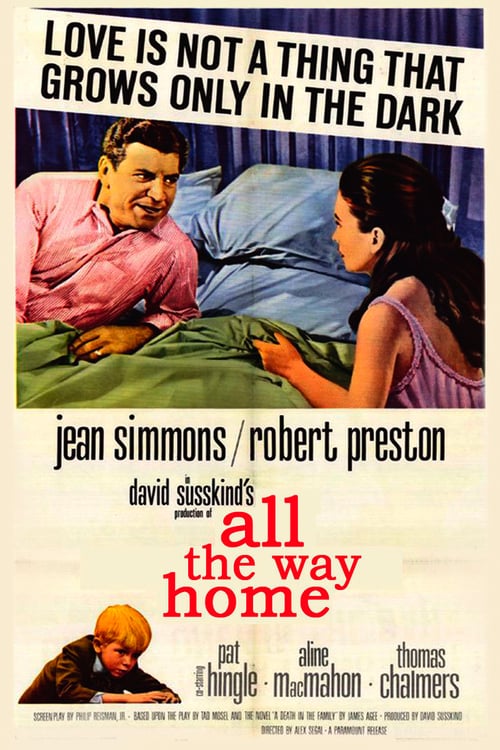 LOVE IS NOT A THING THAT
GROWS ONLY IN THE DARK
jean simmons/robert preston
in
david susskind's
production of
all
the way
home
co-starring
pat hingle · aline macmahon · thomas chalmers
SCREENPLAY BY PHILIP REISMAN, JR. · BASED UPON THE PLAY BY TAD MOSEL AND THE NOVEL "A DEATH IN THE FAMILY" BY JAMES AGEE · PRODUCED BY DAVID SUSSKIND
DIRECTED BY ALEX SEGAL · A PARAMOUNT RELEASE